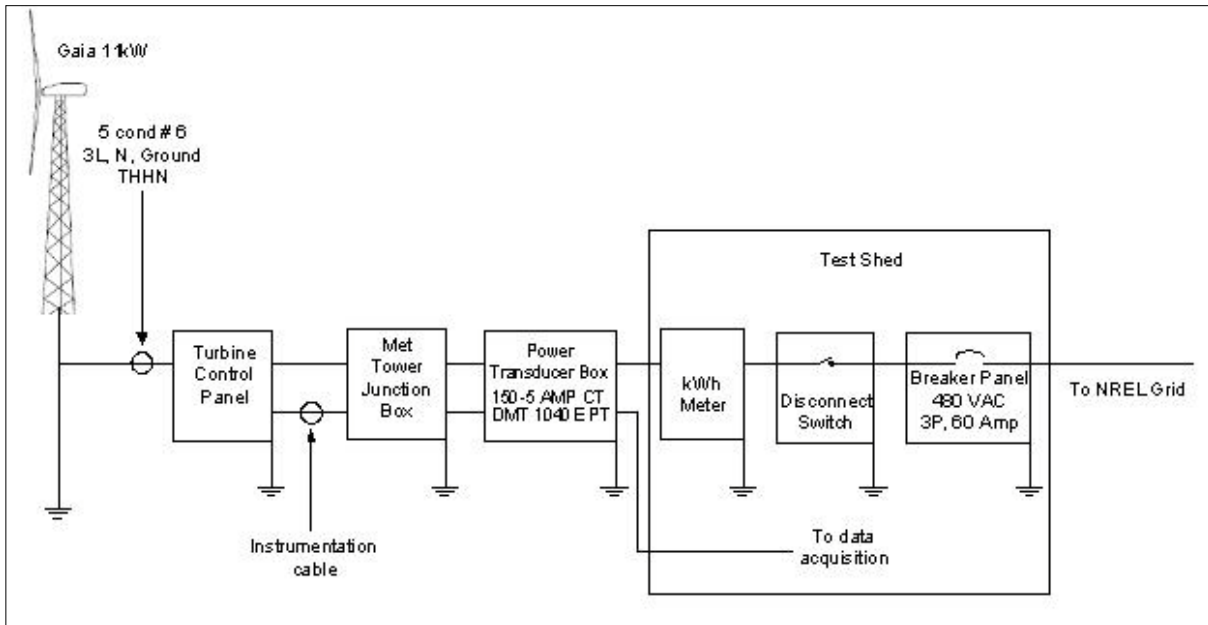 Gaia 11kW
5 cond # 6
3L, N, Ground
THHN
Test Shed
Turbine
Control
Panel
Met
Tower
Junction
Box
Power
Transducer Box
150-5 AMP CT
DMT 1040 E PT
kWh
Meter
Disconnect
Switch
Breaker Panel
480 VAC
3P, 60 Amp
To NREL Grid
Instrumentation
cable
To data
acquisition